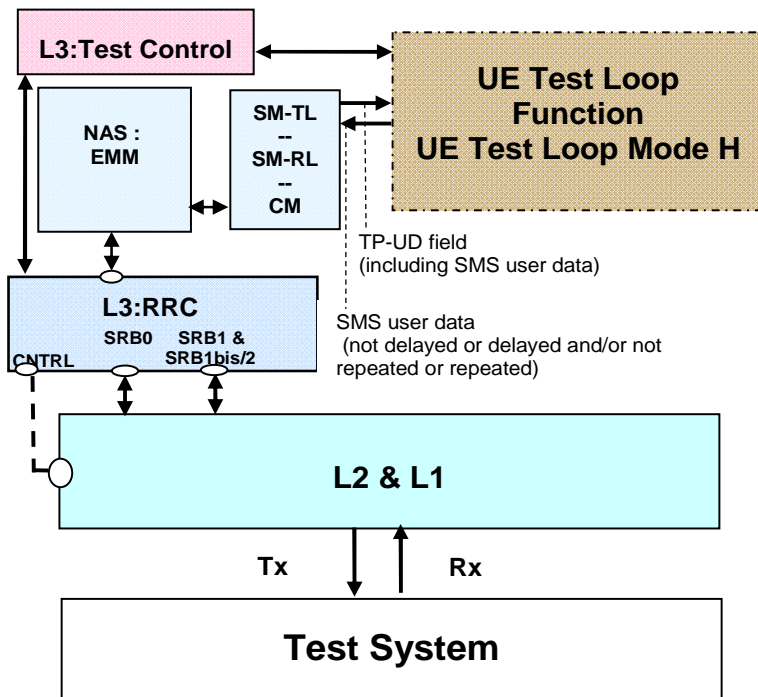 L3:Test Control
UE Test Loop
Function
UE Test Loop Mode H
NAS :
EMM
SM-TL
--
SM-RL
--
CM
TP-UD field
(including SMS user data)
L3:RRC
SRB0
SRB1 &
SRB1bis/2
CNTRL
SMS user data
(not delayed or delayed and/or not
repeated or repeated)
L2 & L1
Tx
Rx
Test System